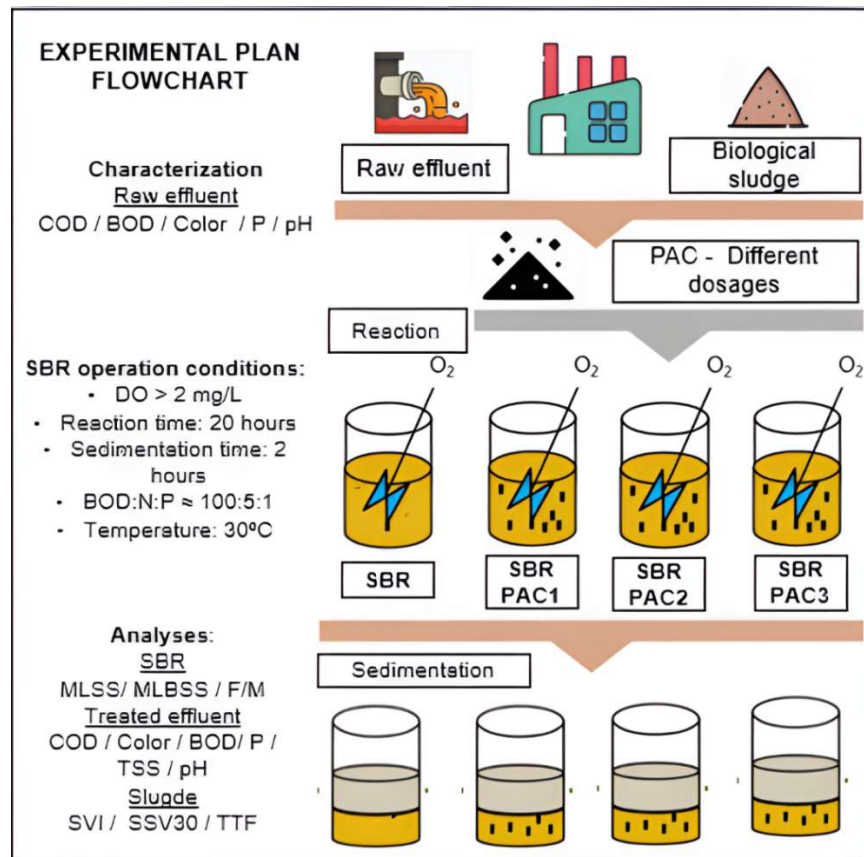 EXPERIMENTAL PLAN
FLOWCHART
Raw effluent
Biological
sludge
Characterization
Raw effluent
COD / BOD / Color / P / pH
PAC - Different
dosages
Reaction
SBR operation conditions:
• DO > 2 mg/L
• Reaction time: 20 hours
• Sedimentation time: 2
hours
• BOD:N:P ≈ 100:5:1
• Temperature: 30ºC
O₂
O₂
O₂
O₂
SBR
SBR
PAC1
SBR
PAC2
SBR
PAC3
Analyses:
SBR
MLSS/ MLBSS / F/M
Treated effluent
COD / Color / BOD/ P /
TSS / pH
Slugde
SVI / SSV30 / TTF
Sedimentation